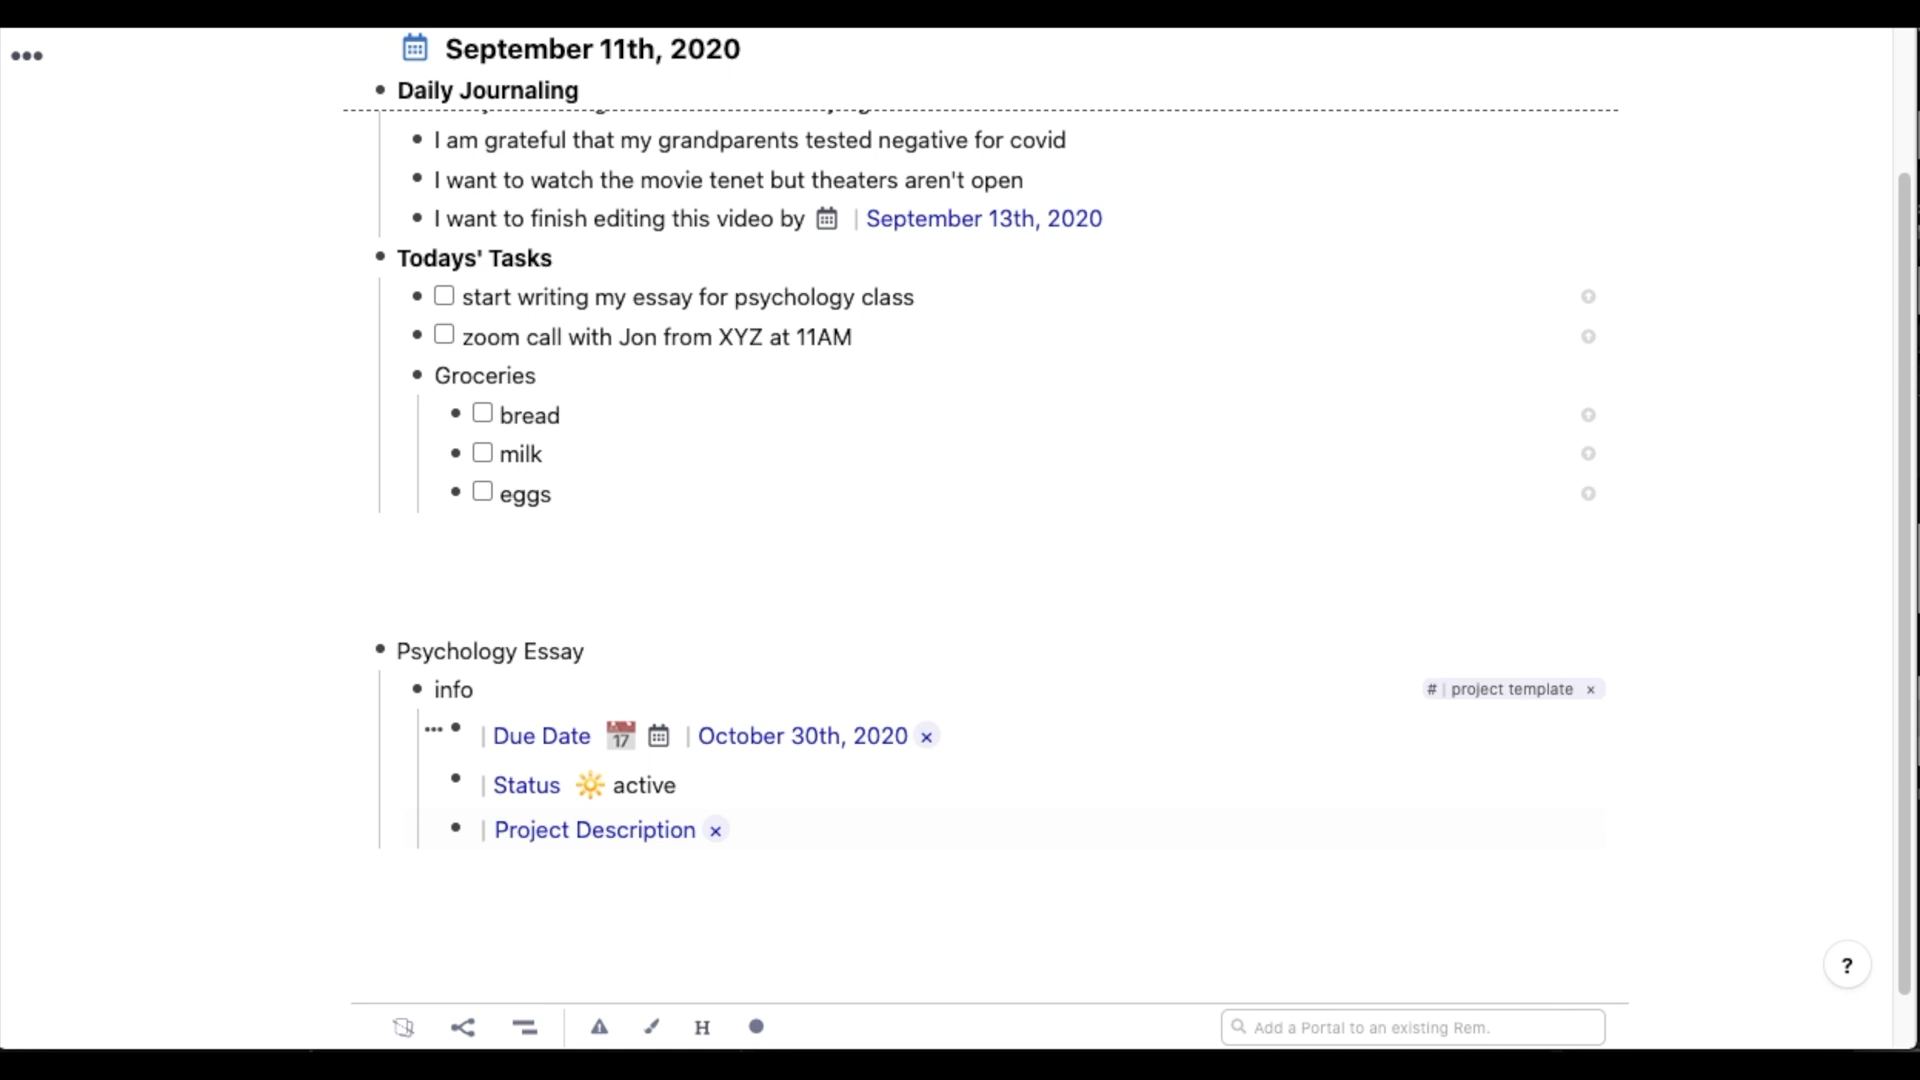 September 11th, 2020
Daily Journaling
I am grateful that my grandparents tested negative for covid
I want to watch the movie tenet but theaters aren't open
I want to finish editing this video by September 13th, 2020
Todays' Tasks
start writing my essay for psychology class
zoom call with Jon from XYZ at 11AM
Groceries
bread
milk
eggs
Psychology Essay
info
# project template ×
Due Date 17 October 30th, 2020 ×
Status active
Project Description ×
?
H
Add a Portal to an existing Rem.